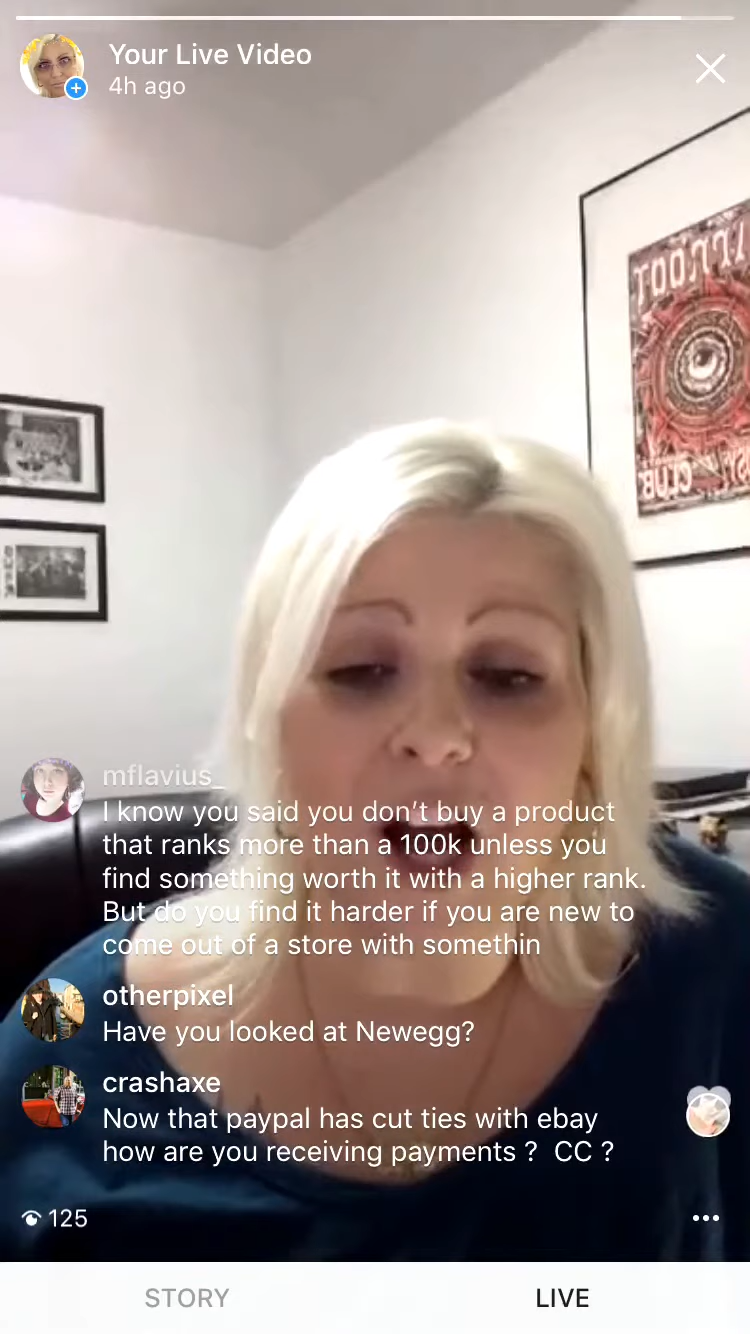 Your Live Video
4h ago
TAPROOT
CLUB
mflavius_
I know you said you don't buy a product
that ranks more than a 100k unless you
find something worth it with a higher rank.
But do you find it harder if you are new to
come out of a store with somethin
otherpixel
Have you looked at Newegg?
crashaxe
Now that paypal has cut ties with ebay
how are you receiving payments ?  CC ?
125
STORY
LIVE